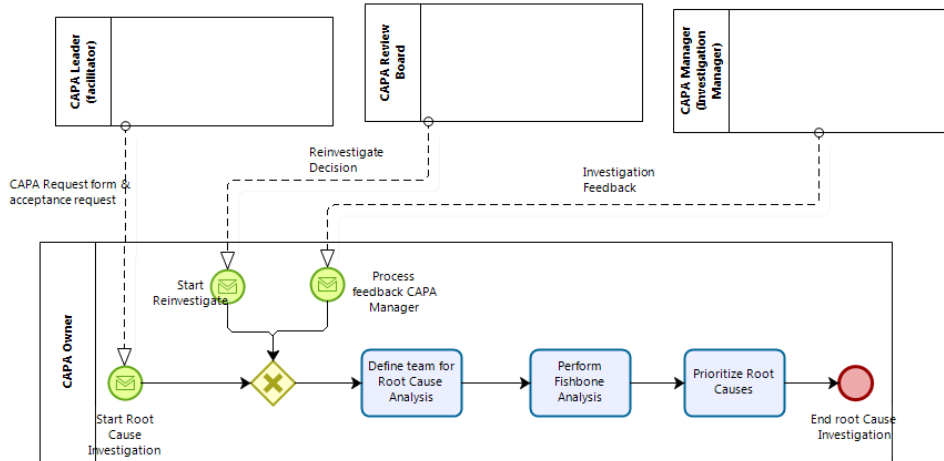 CAPA Leader
(facilitator)
CAPA Review
Board
CAPA Manager
(Investigation
Manager)
Reinvestigate
Decision
Investigation
Feedback
CAPA Request form &
acceptance request
CAPA Owner
Start
Reinvestigate
Process
feedback CAPA
Manager
Define team for
Root Cause
Analysis
Perform
Fishbone
Analysis
Prioritize Root
Causes
Start Root
Cause
Investigation
End root Cause
Investigation